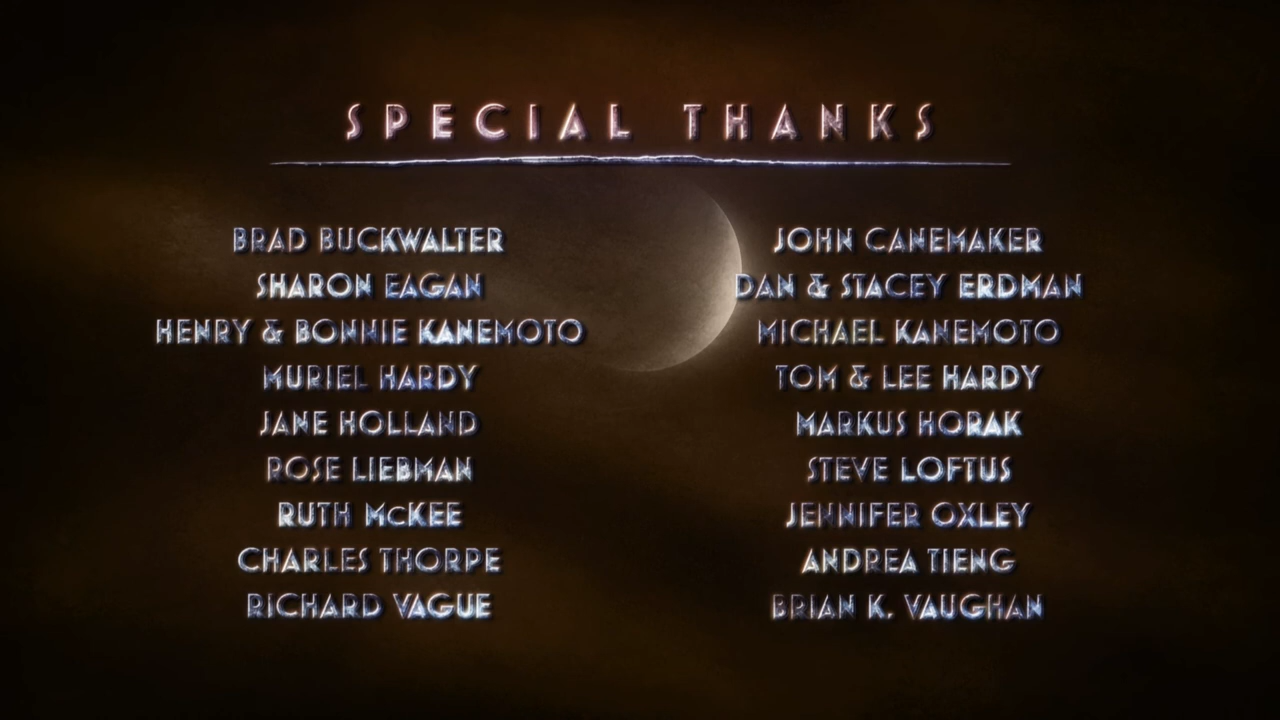 SPECIAL THANKS
BRAD BUCKWALTER
SHARON EAGAN
HENRY & BONNIE KANEMOTO
MURIEL HARDY
JANE HOLLAND
ROSE LIEBMAN
RUTH McKEE
CHARLES THORPE
RICHARD VAGUE
JOHN CANEMAKER
DAN & STACEY ERDMAN
MICHAEL KANEMOTO
TOM & LEE HARDY
MARKUS HORAK
STEVE LOFTUS
JENNIFER OXLEY
ANDREA TIENG
BRIAN K. VAUGHAN